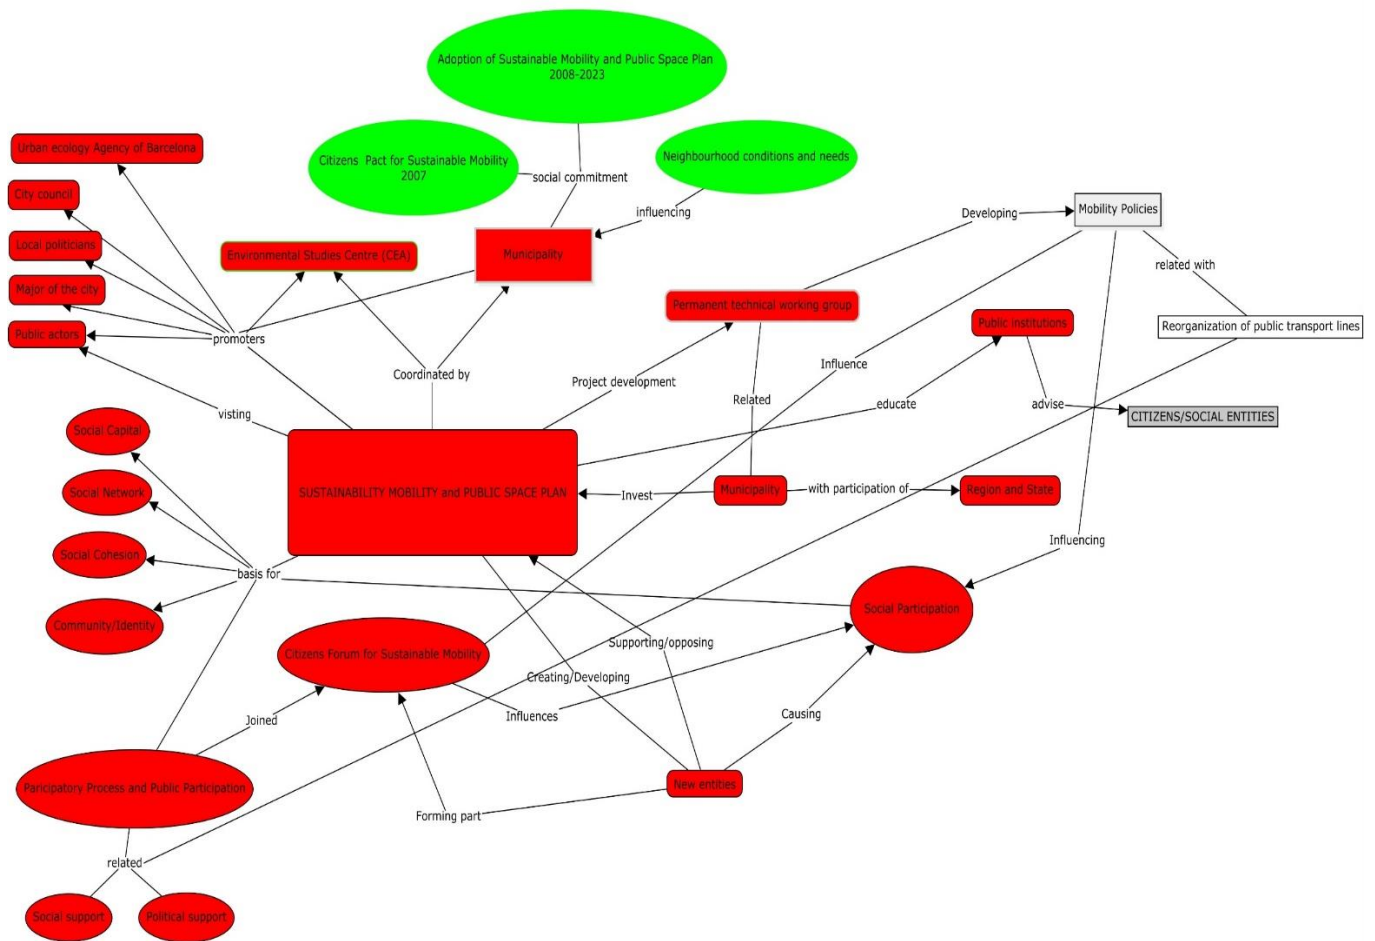 Adoption of Sustainable Mobility and Public Space Plan
2008-2023
Urban ecology Agency of Barcelona
Citizens Pact for Sustainable Mobility
2007
social commitment
Neighbourhood conditions and needs
City council
influencing
Developing
Mobility Policies
Local politicians
Environmental Studies Centre (CEA)
Municipality
related with
Major of the city
Permanent technical working group
Public actors
promoters
Public institutions
Reorganization of public transport lines
Coordinated by
Project development
Influence
visting
Related
educate
advise
CITIZENS/SOCIAL ENTITIES
Social Capital
Social Network
SUSTAINABILITY MOBILITY and PUBLIC SPACE PLAN
Invest
Municipality
with participation of
Region and State
Social Cohesion
basis for
Influencing
Community/Identity
Social Participation
Citizens Forum for Sustainable Mobility
Supporting/opposing
Creating/Developing
Joined
Influences
Causing
Paricipatory Process and Public Participation
New entities
Forming part
related
Social support
Political support